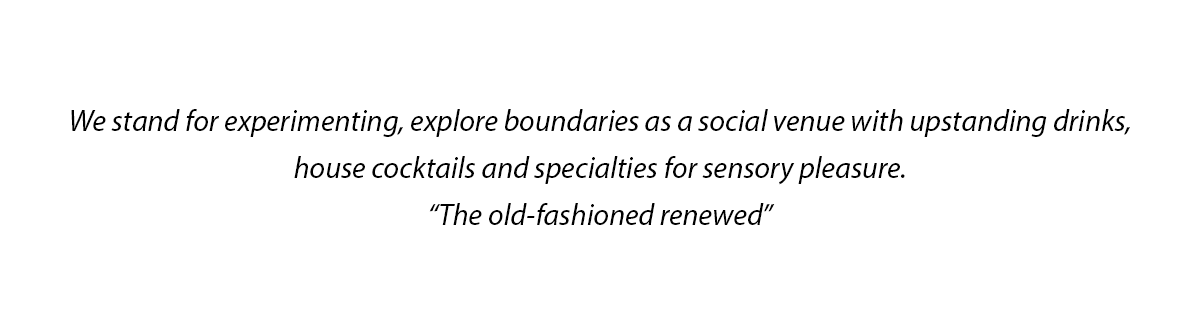 We stand for experimenting, explore boundaries as a social venue with upstanding drinks,
house cocktails and specialties for sensory pleasure.
“The old-fashioned renewed”